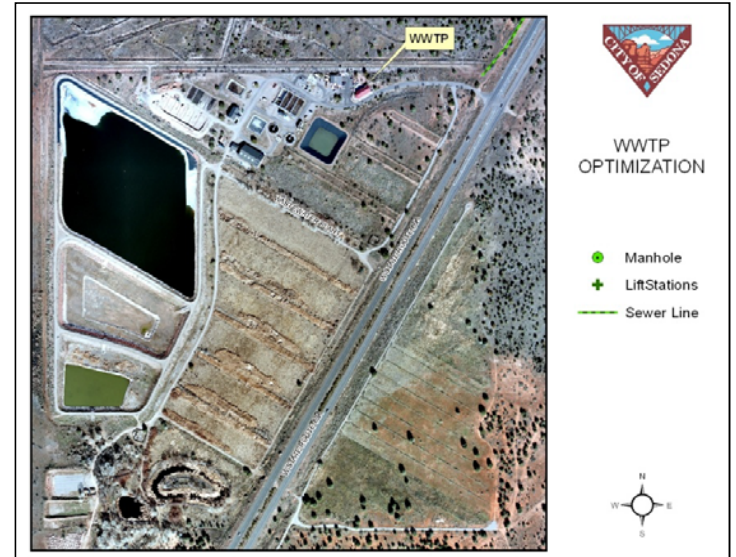 WWTP
CITY OF SEDONA
WWTP
OPTIMIZATION
Manhole
LiftStations
Sewer Line
N
W
E
S